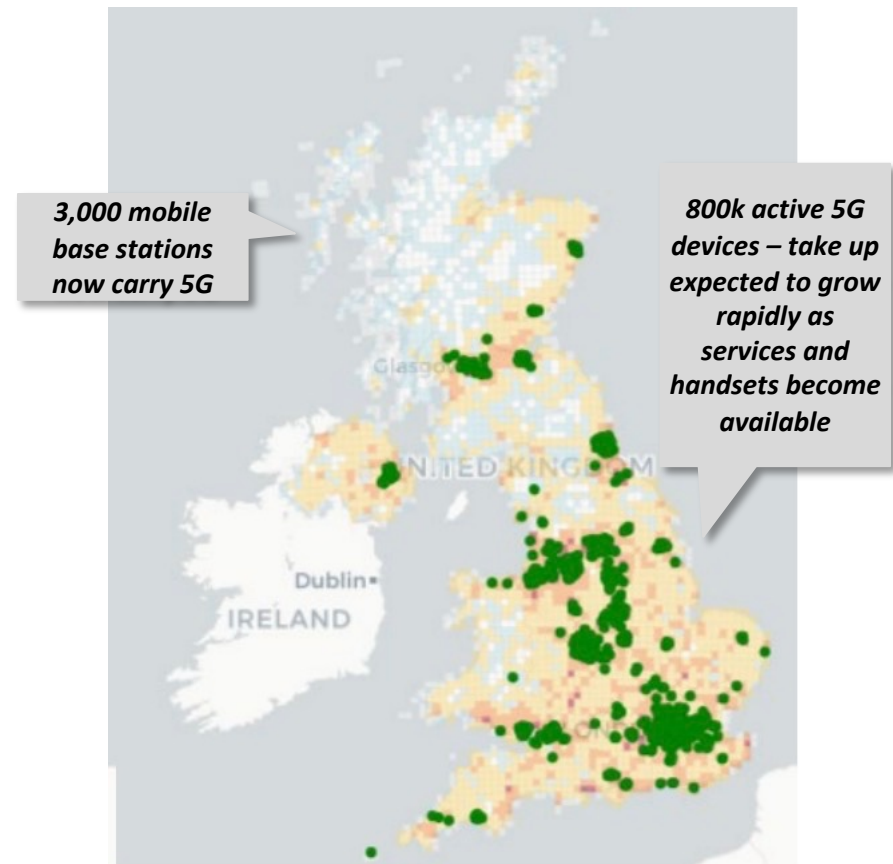 3,000 mobile
base stations
now carry 5G
800k active 5G
devices – take up
expected to grow
rapidly as
services and
handsets become
available
Glasgow
UNITED KINGDOM
Dublin
IRELAND
LONDON